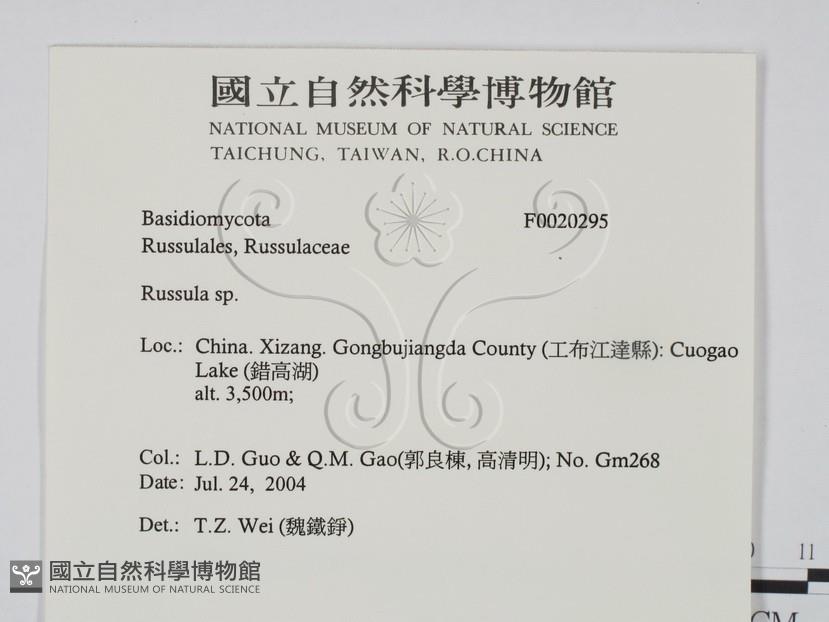 國立自然科學博物館
NATIONAL MUSEUM OF NATURAL SCIENCE
TAICHUNG, TAIWAN, R.O.CHINA
Basidiomycota F0020295
Russulales, Russulaceae
Russula sp.
Loc.: China. Xizang. Gongbujiangda County (工布江達縣): Cuogao
Lake (錯高湖)
alt. 3,500m;
Col.: L.D. Guo & Q.M. Gao(郭良棟, 高清明); No. Gm268
Date: Jul. 24, 2004
Det.: T.Z. Wei (魏鐵錚)
國立自然科學博物館
NATIONAL MUSEUM OF NATURAL SCIENCE
11
CM